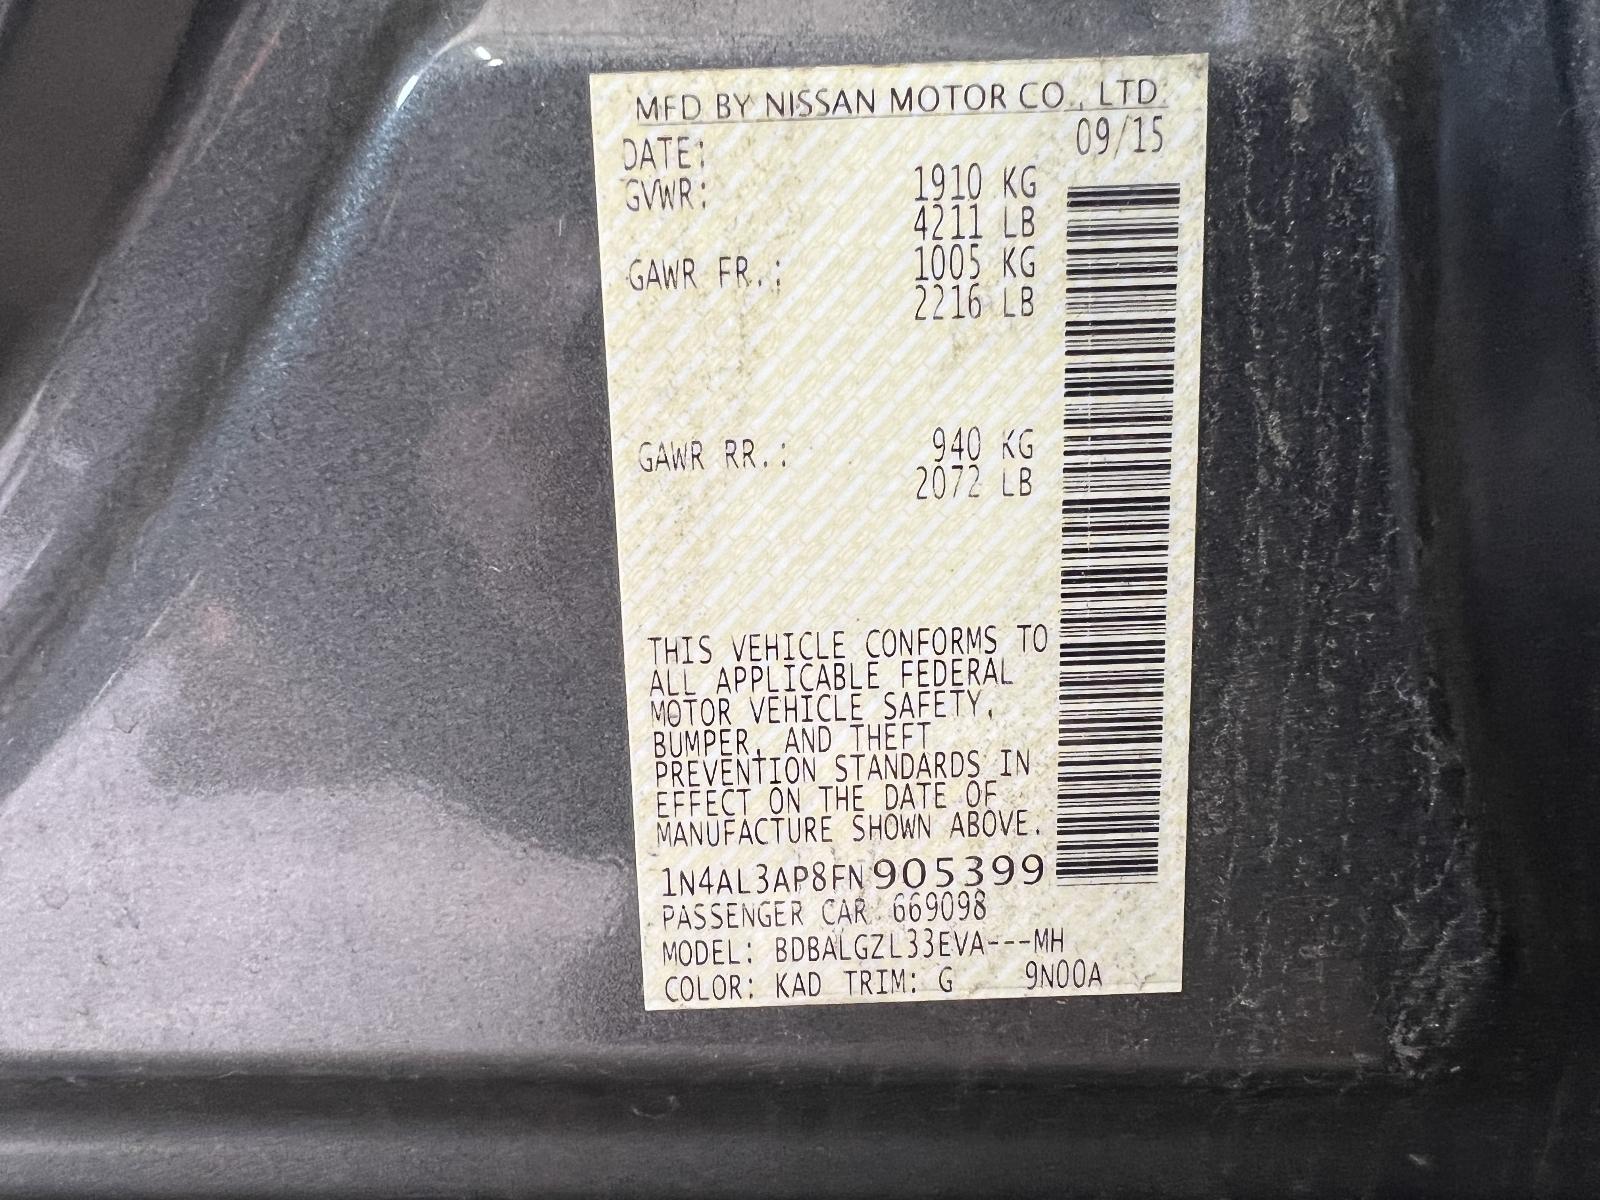 MFD BY NISSAN MOTOR CO., LTD.
DATE: 09/15
GVWR: 1910 KG
4211 LB
GAWR FR.: 1005 KG
2216 LB
GAWR RR.: 940 KG
2072 LB
THIS VEHICLE CONFORMS TO
ALL APPLICABLE FEDERAL
MOTOR VEHICLE SAFETY,
BUMPER, AND THEFT
PREVENTION STANDARDS IN
EFFECT ON THE DATE OF
MANUFACTURE SHOWN ABOVE.
1N4AL3AP8FN905399
PASSENGER CAR 669098
MODEL: BDBALGZL33EVA---MH
COLOR: KAD TRIM: G 9N00A